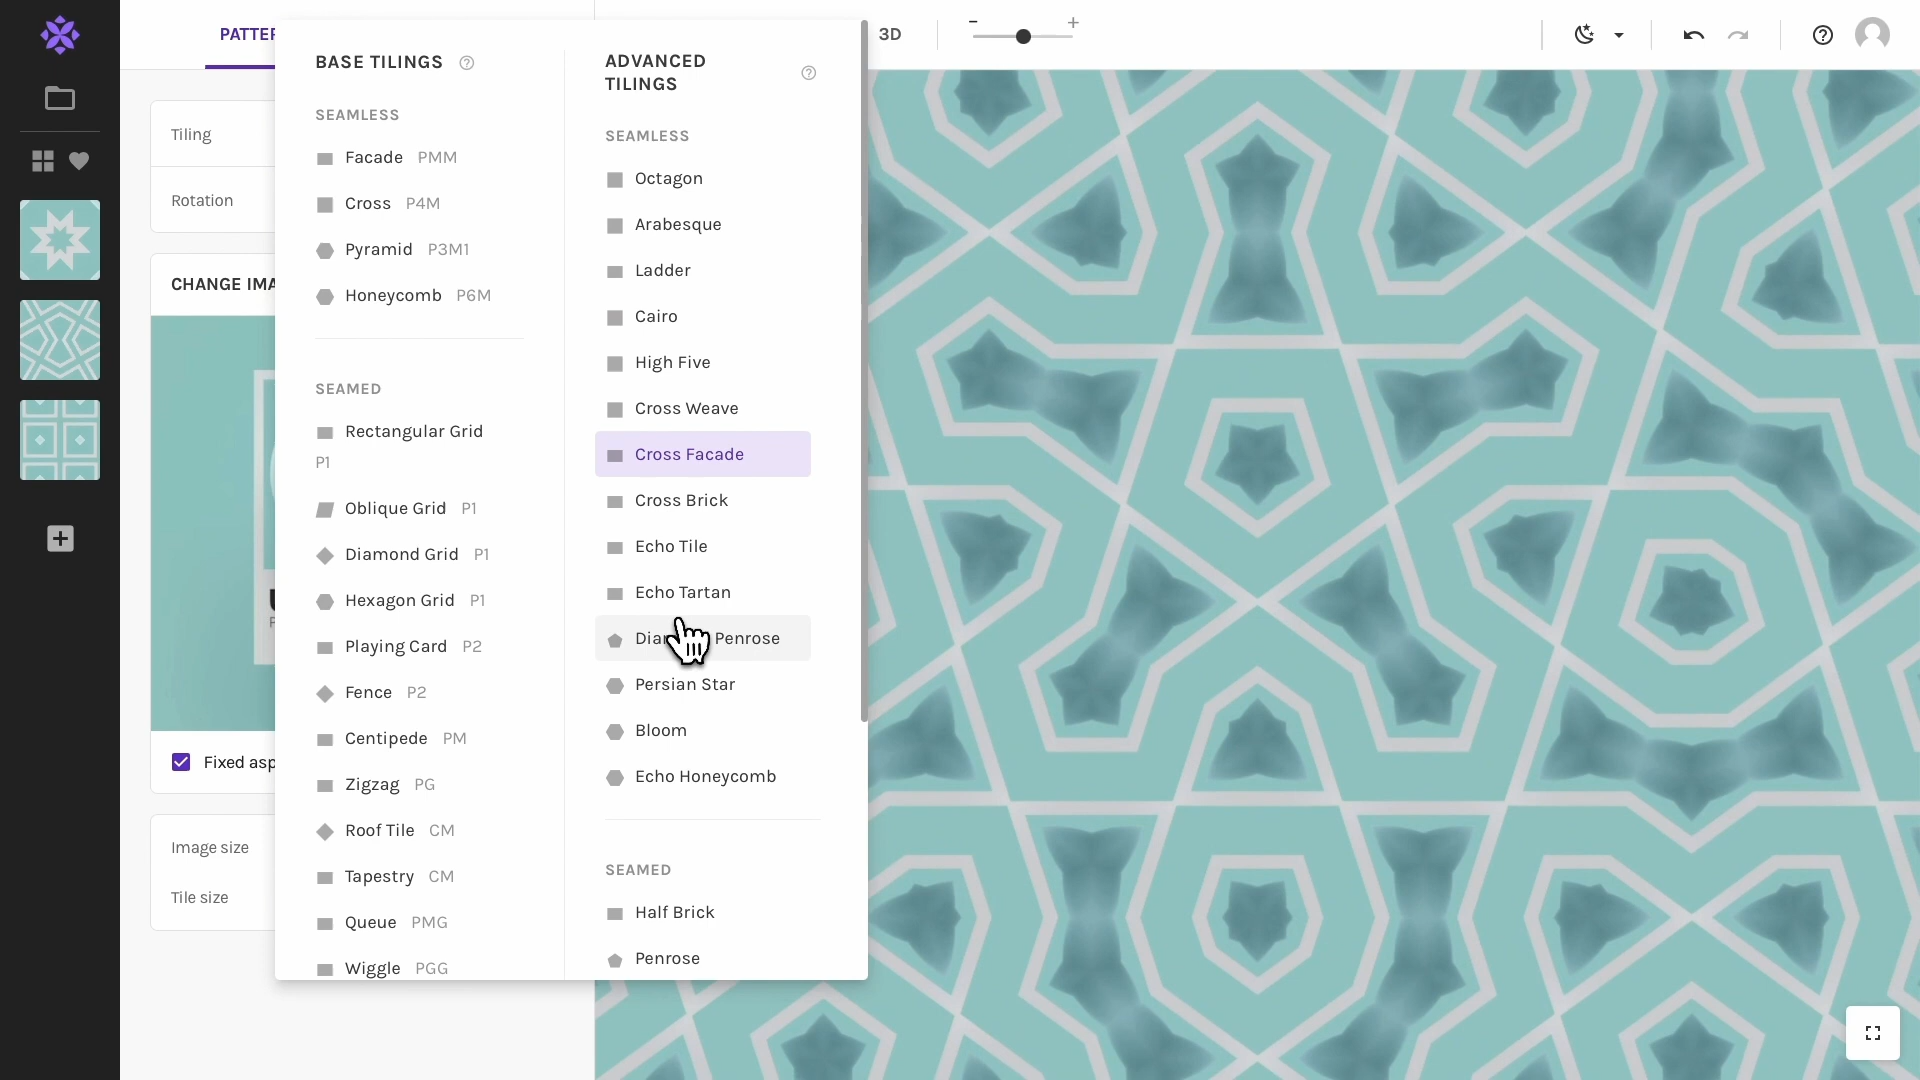 PATTER
3D
Tiling
Rotation
CHANGE IMA
Fixed asp
Image size
Tile size
BASE TILINGS
SEAMLESS
Facade PMM
Cross P4M
Pyramid P3M1
Honeycomb P6M
SEAMED
Rectangular Grid
P1
Oblique Grid P1
Diamond Grid P1
Hexagon Grid P1
Playing Card P2
Fence P2
Centipede PM
Zigzag PG
Roof Tile CM
Tapestry CM
Queue PMG
Wiggle PGG
ADVANCED
TILINGS
SEAMLESS
Octagon
Arabesque
Ladder
Cairo
High Five
Cross Weave
Cross Facade
Cross Brick
Echo Tile
Echo Tartan
Penrose
Persian Star
Bloom
Echo Honeycomb
SEAMED
Half Brick
Penrose